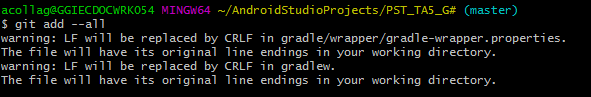 acollag@GGIECDOCWRK054 MINGW64 ~/AndroidStudioProjects/PST_TA5_G# (master)
$ git add --all
warning: LF will be replaced by CRLF in gradle/wrapper/gradle-wrapper.properties.
The file will have its original line endings in your working directory.
warning: LF will be replaced by CRLF in gradlew.
The file will have its original line endings in your working directory.